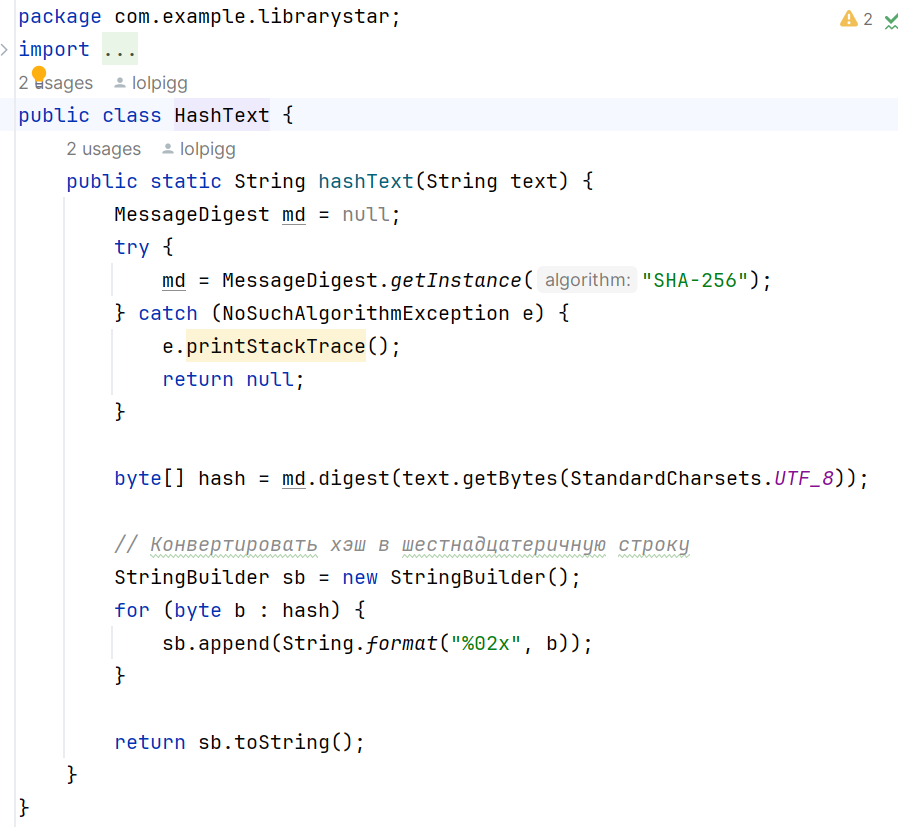 package com.example.librarystar;
2
import ...
2 usages lolpigg
public class HashText {
2 usages lolpigg
public static String hashText(String text) {
MessageDigest md = null;
try {
md = MessageDigest.getInstance( algorithm: "SHA-256");
} catch (NoSuchAlgorithmException e) {
e.printStackTrace();
return null;
}
byte[] hash = md.digest(text.getBytes(StandardCharsets.UTF_8));
// Конвертировать хэш в шестнадцатеричную строку
StringBuilder sb = new StringBuilder();
for (byte b : hash) {
sb.append(String.format("%02x", b));
}
return sb.toString();
}
}